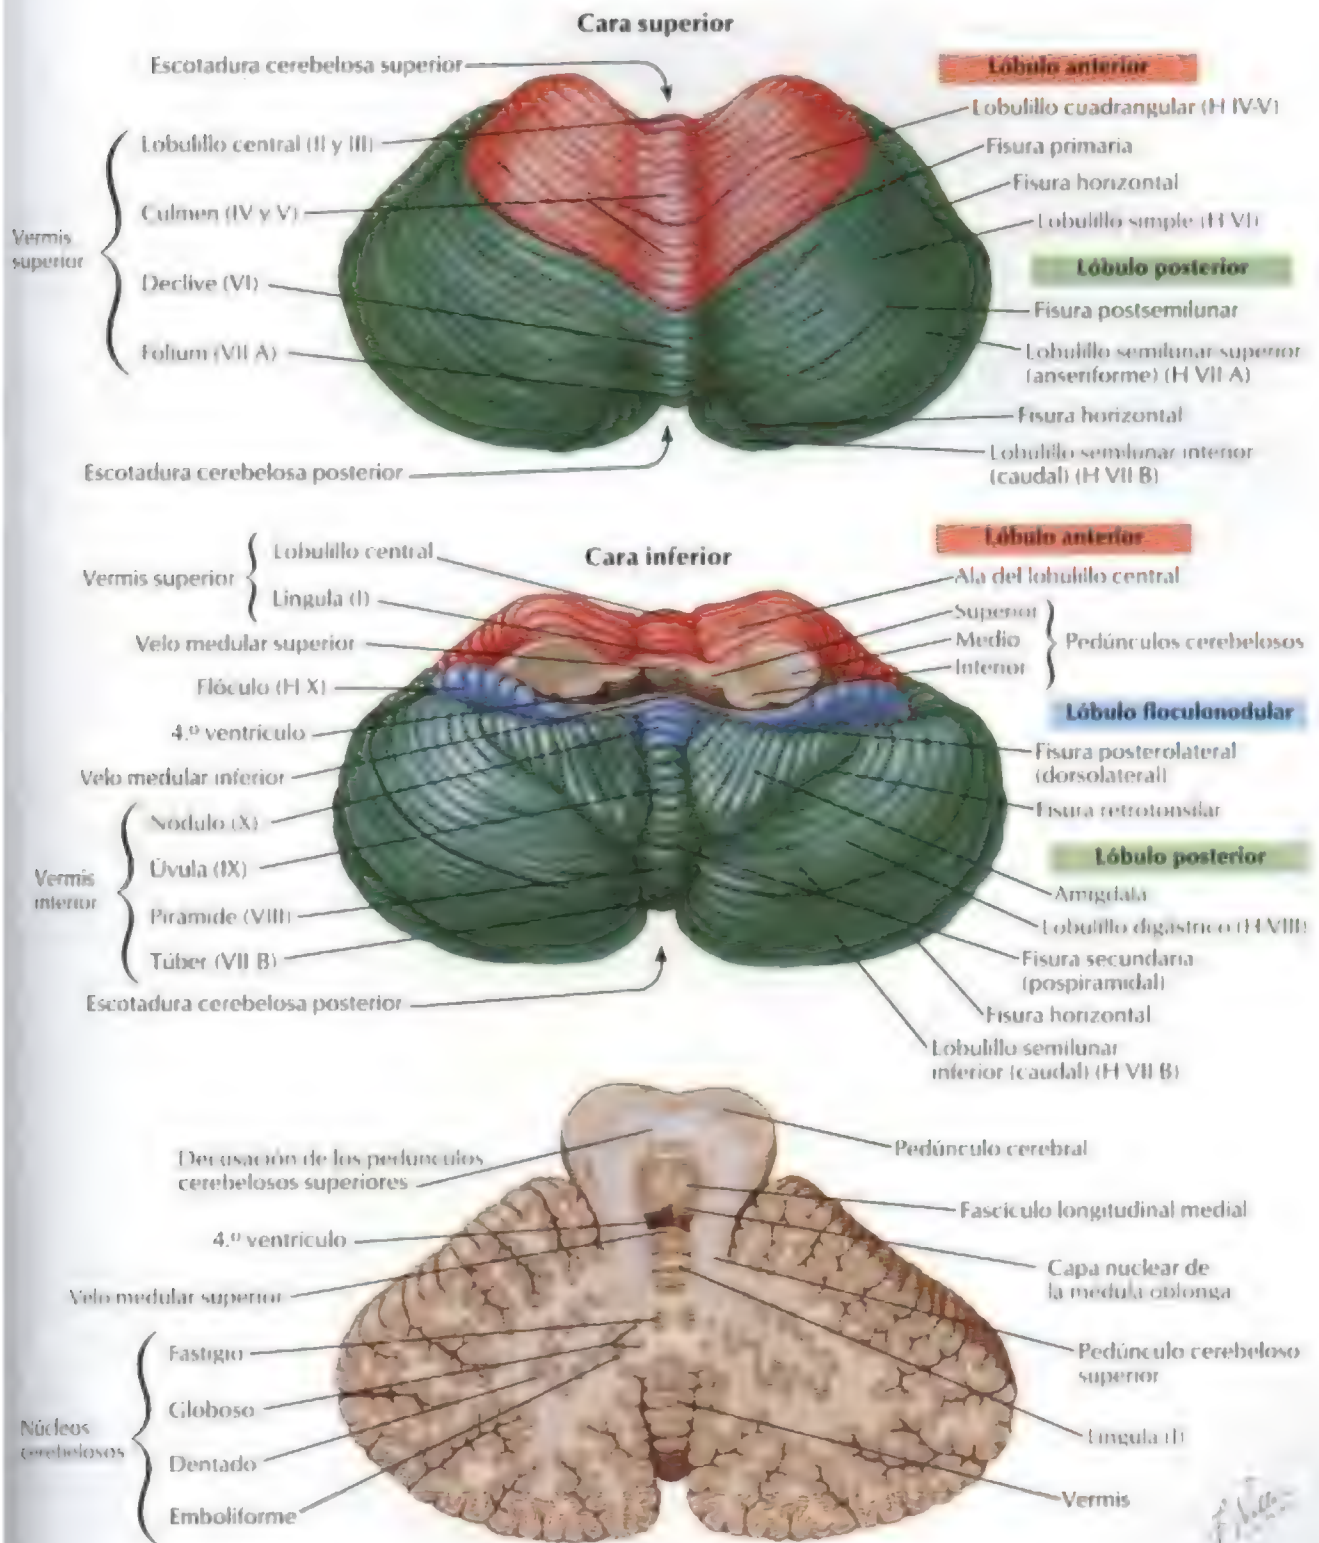 Cara superior
Escotadura cerebelosa superior
Lóbulo anterior
Lobulillo cuadrangular (H IV-V)
Fisura primaria
Fisura horizontal
Lobulillo simple (H VI)
Lóbulo posterior
Fisura postsemilunar
Lobulillo semilunar superior
(anseriforme) (H VII A)
Fisura horizontal
Lobulillo semilunar inferior
(caudal) (H VII B)
Vermis
superior
Lobulillo central (II y III)
Culmen (IV y V)
Declive (VI)
Folium (VII A)
Escotadura cerebelosa posterior
Cara inferior
Vermis superior
Lobulillo central
Língula (I)
Velo medular superior
Flóculo (H X)
4.º ventrículo
Velo medular inferior
Vermis
inferior
Nódulo (X)
Úvula (IX)
Pirámide (VIII)
Túber (VII B)
Escotadura cerebelosa posterior
Lóbulo anterior
Ala del lobulillo central
Superior
Medio
Inferior
Pedúnculos cerebelosos
Lóbulo floculonodular
Fisura posterolateral
(dorsolateral)
Fisura retrotonsilar
Lóbulo posterior
Amígdala
Lobulillo digástrico (H VIII)
Fisura secundaria
(pospiramidal)
Fisura horizontal
Lobulillo semilunar
inferior (caudal) (H VII B)
Decusación de los pedúnculos
cerebelosos superiores
4.º ventrículo
Velo medular superior
Núcleos
cerebelosos
Fastigio
Globoso
Dentado
Emboliforme
Pedúnculo cerebral
Fascículo longitudinal medial
Capa nuclear de
la médula oblonga
Pedúnculo cerebeloso
superior
Língula (I)
Vermis